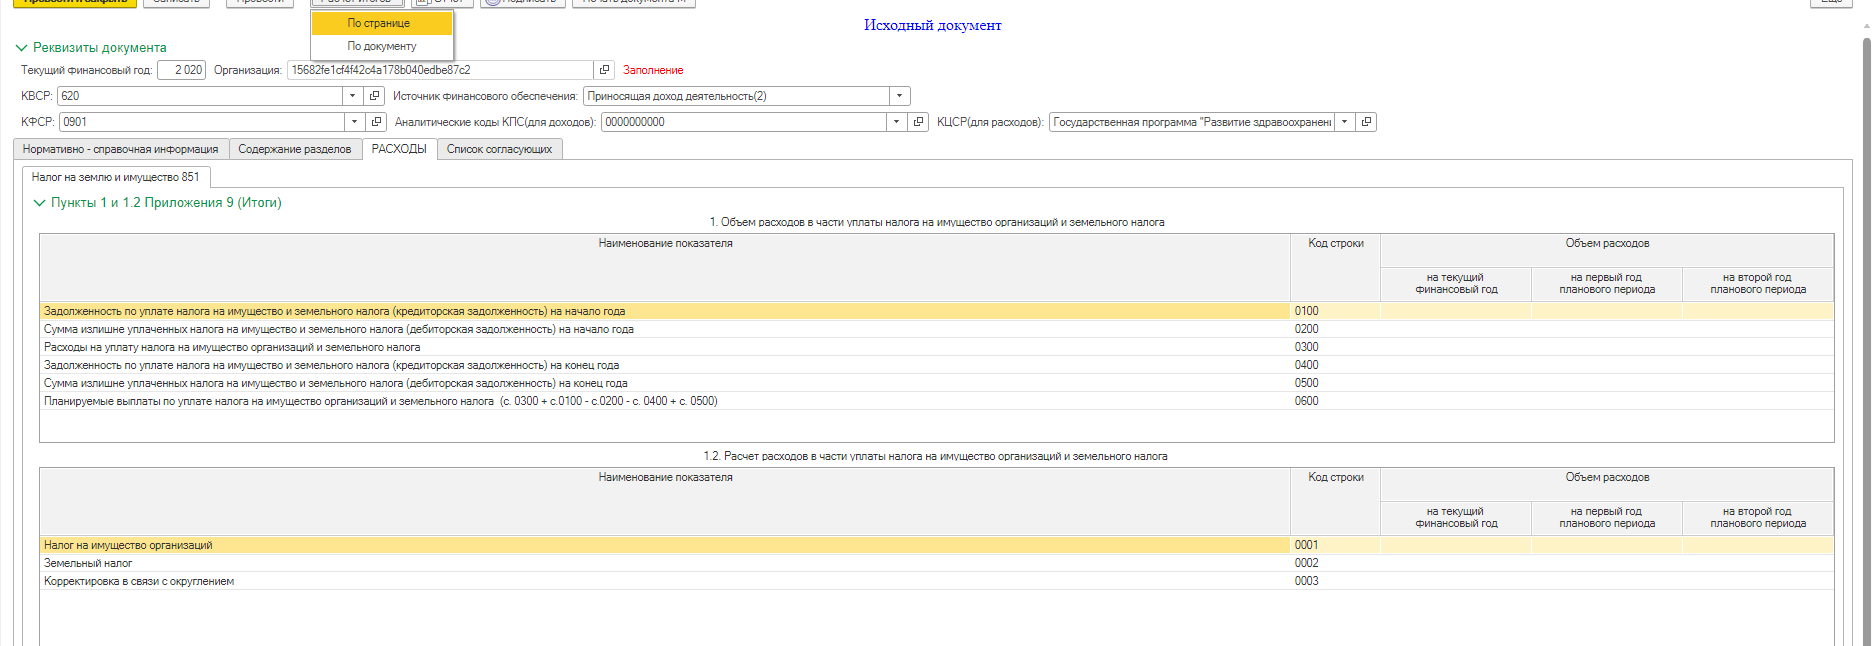 Провести и закрыть Записать Провести Расчет итогов Отчет Подписать Печать документа Еще
По странице
По документу
Исходный документ
Реквизиты документа
Текущий финансовый год: 2 020 Организация: 15682fe1cf4f42c4a178b040edbe87c2 Заполнение
КВСР: 620 Источник финансового обеспечения: Приносящая доход деятельность(2)
КФСР: 0901 Аналитические коды КПС(для доходов): 0000000000 КЦСР(для расходов): Государственная программа "Развитие здравоохранени
Нормативно - справочная информация Содержание разделов РАСХОДЫ Список согласующих
Налог на землю и имущество 851
Пункты 1 и 1.2 Приложения 9 (Итоги)
1. Объем расходов в части уплаты налога на имущество организаций и земельного налога
Наименование показателя Код строки Объем расходов
на текущий финансовый год на первый год планового периода на второй год планового периода
Задолженность по уплате налога на имущество и земельного налога (кредиторская задолженность) на начало года 0100
Сумма излишне уплаченных налога на имущество и земельного налога (дебиторская задолженность) на начало года 0200
Расходы на уплату налога на имущество организаций и земельного налога 0300
Задолженность по уплате налога на имущество и земельного налога (кредиторская задолженность) на конец года 0400
Сумма излишне уплаченных налога на имущество и земельного налога (дебиторская задолженность) на конец года 0500
Планируемые выплаты по уплате налога на имущество организаций и земельного налога (с. 0300 + с.0100 - с.0200 - с. 0400 + с. 0500) 0600
1.2. Расчет расходов в части уплаты налога на имущество организаций и земельного налога
Наименование показателя Код строки Объем расходов
на текущий финансовый год на первый год планового периода на второй год планового периода
Налог на имущество организаций 0001
Земельный налог 0002
Корректировка в связи с округлением 0003